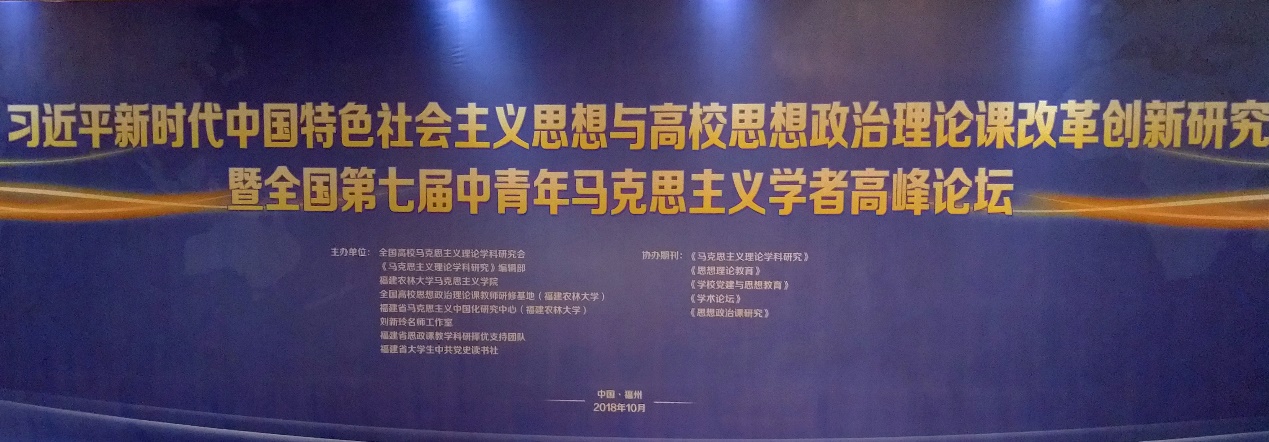 习近平新时代中国特色社会主义思想与高校思想政治理论课改革创新研究
暨全国第七届中青年马克思主义学者高峰论坛
主办单位：全国高校马克思主义理论学科研究会
《马克思主义理论学科研究》编辑部
福建农林大学马克思主义学院
全国高校思想政治理论课教师研修基地（福建农林大学）
福建省马克思主义中国化研究中心（福建农林大学）
刘新玲名师工作室
福建省思政课教学科研择优支持团队
福建省大学生中共党史读书社
协办期刊：《马克思主义理论学科研究》
《思想理论教育》
《学校党建与思想教育》
《学术论坛》
《思想政治课研究》
中国·福州
2018年10月